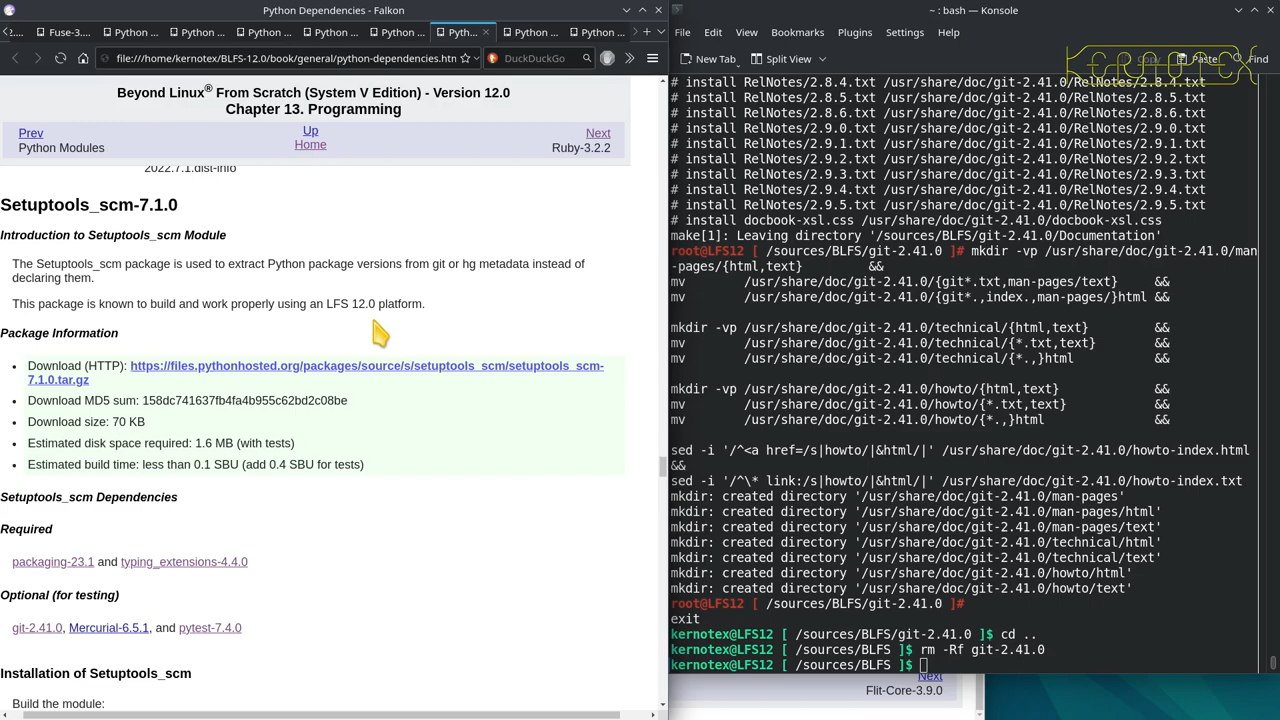 Python Dependencies - Falkon
Fuse-3....
Python ...
Python ...
Python ...
Python ...
Python ...
Pyth...
Python ...
Python ...
file:///home/kernotex/BLFS-12.0/book/general/python-dependencies.htn
DuckDuckGo
Beyond Linux® From Scratch (System V Edition) - Version 12.0
Chapter 13. Programming
Prev
Up
Next
Python Modules
Home
Ruby-3.2.2
2022.7.1.dist-info
Setuptools_scm-7.1.0
Introduction to Setuptools_scm Module
The Setuptools_scm package is used to extract Python package versions from git or hg metadata instead of
declaring them.
This package is known to build and work properly using an LFS 12.0 platform.
Package Information
• Download (HTTP): https://files.pythonhosted.org/packages/source/s/setuptools_scm/setuptools_scm-
7.1.0.tar.gz
• Download MD5 sum: 158dc741637fb4fa4b955c62bd2c08be
• Download size: 70 KB
• Estimated disk space required: 1.6 MB (with tests)
• Estimated build time: less than 0.1 SBU (add 0.4 SBU for tests)
Setuptools_scm Dependencies
Required
packaging-23.1 and typing_extensions-4.4.0
Optional (for testing)
git-2.41.0, Mercurial-6.5.1, and pytest-7.4.0
Installation of Setuptools_scm
Build the module:
~ : bash — Konsole
File Edit View Bookmarks Plugins Settings Help
New Tab Split View Copy Paste Find
Kernotex
# install RelNotes/2.8.4.txt /usr/share/doc/git-2.41.0/RelNotes/2.8.4.txt
# install RelNotes/2.8.5.txt /usr/share/doc/git-2.41.0/RelNotes/2.8.5.txt
# install RelNotes/2.8.6.txt /usr/share/doc/git-2.41.0/RelNotes/2.8.6.txt
# install RelNotes/2.9.0.txt /usr/share/doc/git-2.41.0/RelNotes/2.9.0.txt
# install RelNotes/2.9.1.txt /usr/share/doc/git-2.41.0/RelNotes/2.9.1.txt
# install RelNotes/2.9.2.txt /usr/share/doc/git-2.41.0/RelNotes/2.9.2.txt
# install RelNotes/2.9.3.txt /usr/share/doc/git-2.41.0/RelNotes/2.9.3.txt
# install RelNotes/2.9.4.txt /usr/share/doc/git-2.41.0/RelNotes/2.9.4.txt
# install RelNotes/2.9.5.txt /usr/share/doc/git-2.41.0/RelNotes/2.9.5.txt
# install docbook-xsl.css /usr/share/doc/git-2.41.0/docbook-xsl.css
make[1]: Leaving directory '/sources/BLFS/git-2.41.0/Documentation'
root@LFS12 [ /sources/BLFS/git-2.41.0 ]# mkdir -vp /usr/share/doc/git-2.41.0/man
-pages/{html,text} &&
mv /usr/share/doc/git-2.41.0/{git*.txt,man-pages/text} &&
mv /usr/share/doc/git-2.41.0/{git*.,index.,man-pages/}html &&
mkdir -vp /usr/share/doc/git-2.41.0/technical/{html,text} &&
mv /usr/share/doc/git-2.41.0/technical/{*.txt,text} &&
mv /usr/share/doc/git-2.41.0/technical/{*.,}html &&
mkdir -vp /usr/share/doc/git-2.41.0/howto/{html,text} &&
mv /usr/share/doc/git-2.41.0/howto/{*.txt,text} &&
mv /usr/share/doc/git-2.41.0/howto/{*.,}html &&
sed -i '/^<a href=/s|howto/|&html/|' /usr/share/doc/git-2.41.0/howto-index.html
&&
sed -i '/^\* link:/s|howto/|&html/|' /usr/share/doc/git-2.41.0/howto-index.txt
mkdir: created directory '/usr/share/doc/git-2.41.0/man-pages'
mkdir: created directory '/usr/share/doc/git-2.41.0/man-pages/html'
mkdir: created directory '/usr/share/doc/git-2.41.0/man-pages/text'
mkdir: created directory '/usr/share/doc/git-2.41.0/technical/html'
mkdir: created directory '/usr/share/doc/git-2.41.0/technical/text'
mkdir: created directory '/usr/share/doc/git-2.41.0/howto/html'
mkdir: created directory '/usr/share/doc/git-2.41.0/howto/text'
root@LFS12 [ /sources/BLFS/git-2.41.0 ]#
exit
kernotex@LFS12 [ /sources/BLFS/git-2.41.0 ]$ cd ..
kernotex@LFS12 [ /sources/BLFS ]$ rm -Rf git-2.41.0
kernotex@LFS12 [ /sources/BLFS ]$
Next
Flit-Core-3.9.0